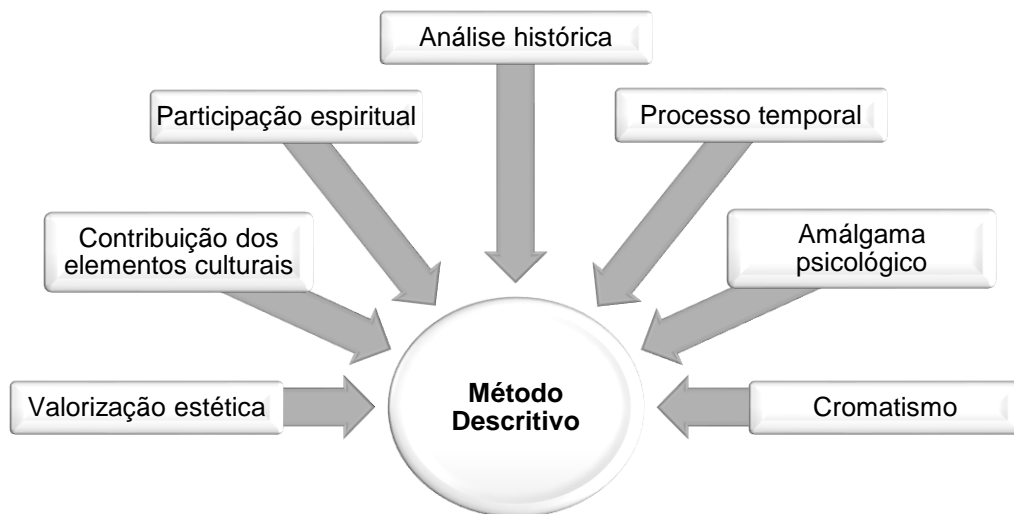 Análise histórica
Participação espiritual
Processo temporal
Contribuição dos
elementos culturais
Amálgama
psicológico
Valorização estética
Método
Descritivo
Cromatismo